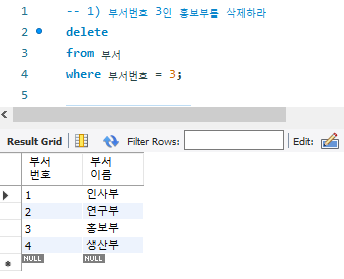 1 -- 1) 부서번호 3인 홍보부를 삭제하라
2 delete
3 from 부서
4 where 부서번호 = 3;
5
Result Grid Filter Rows: Edit:
부서 번호 부서 이름
1 인사부
2 연구부
3 홍보부
4 생산부
NULL NULL